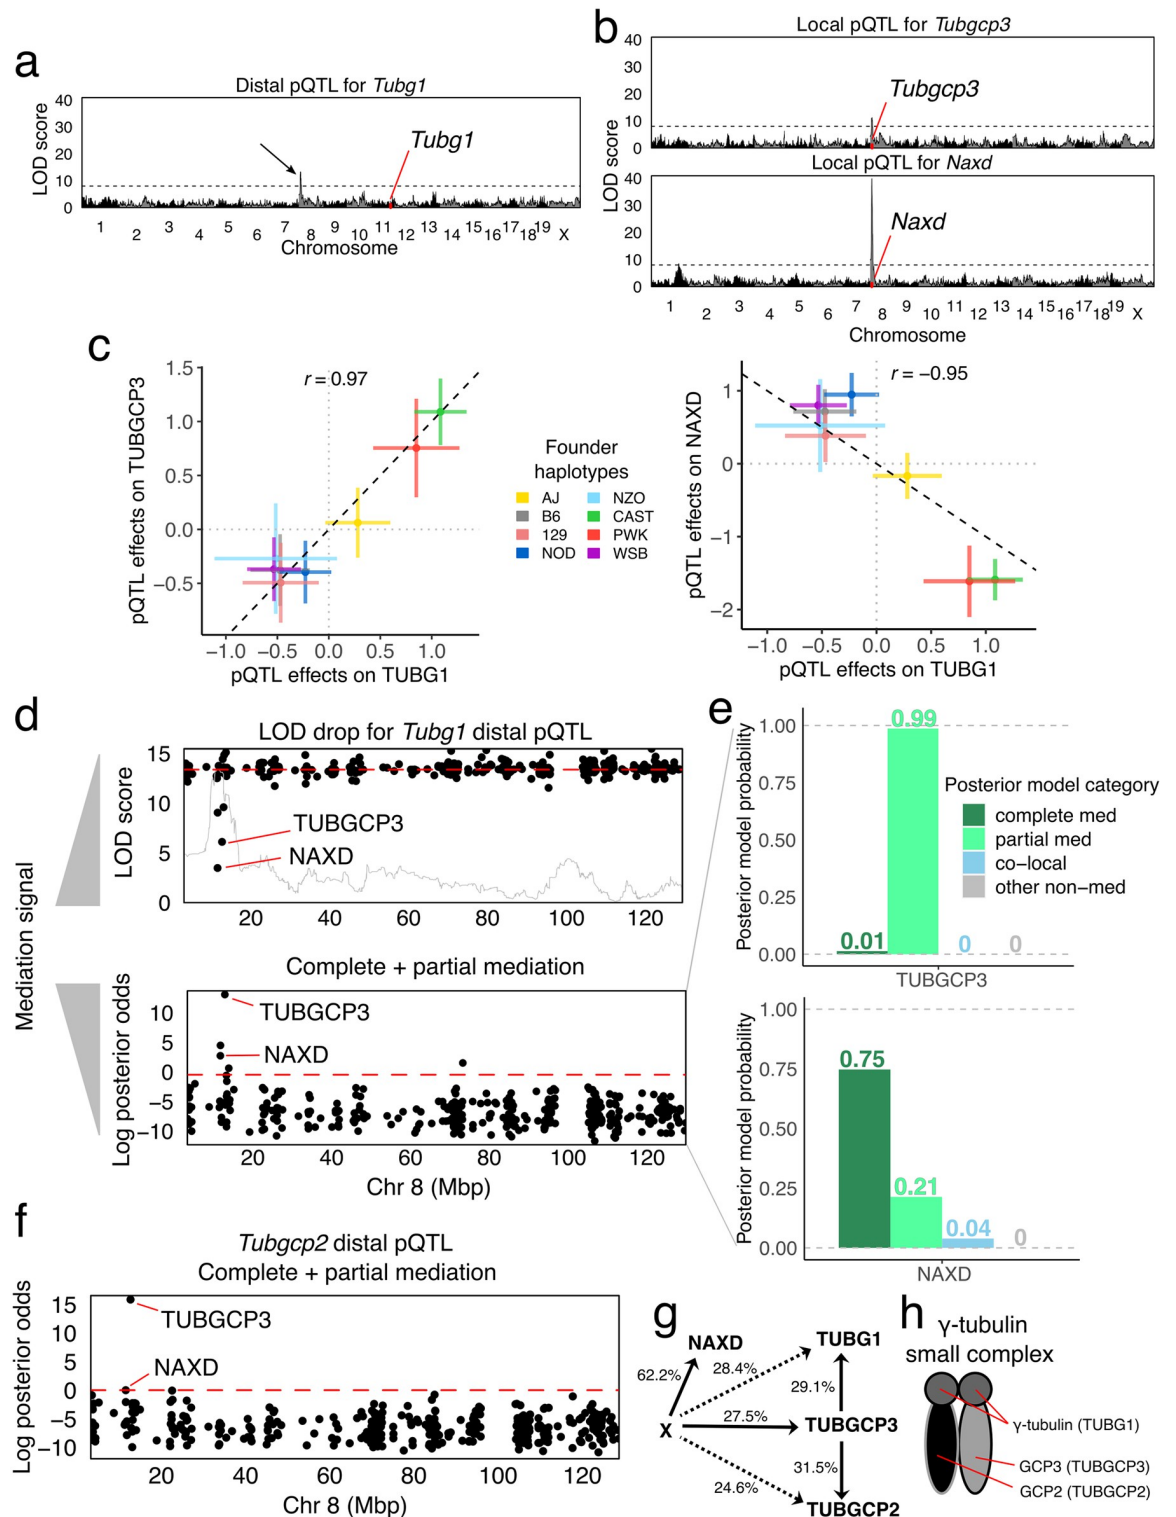 a
Distal pQTL for Tubg1
LOD score
40
30
20
10
0
Tubg1
1 2 3 4 5 6 7 8 9 10 11 12 13 14 15 16 17 18 19 X
Chromosome
b
Local pQTL for Tubgcp3
40
30
20
10
0
Tubgcp3
LOD score
Local pQTL for Naxd
40
30
20
10
0
Naxd
1 2 3 4 5 6 7 8 9 10 11 12 13 14 15 16 17 18 19 X
Chromosome
c
pQTL effects on TUBGCP3
1.5
1.0
0.5
0.0
−0.5
r = 0.97
−1.0 −0.5 0.0 0.5 1.0
pQTL effects on TUBG1
Founder
haplotypes
AJ NZO
B6 CAST
129 PWK
NOD WSB
pQTL effects on NAXD
1
0
−1
−2
r = −0.95
−1.0 −0.5 0.0 0.5 1.0
pQTL effects on TUBG1
d
Mediation signal
LOD drop for Tubg1 distal pQTL
LOD score
15
10
5
0
TUBGCP3
NAXD
20 40 60 80 100 120
Complete + partial mediation
Log posterior odds
10
5
0
−5
−10
TUBGCP3
NAXD
20 40 60 80 100 120
Chr 8 (Mbp)
e
Posterior model probability
1.00
0.75
0.50
0.25
0.00
0.01
0.99
0
0
TUBGCP3
Posterior model category
complete med
partial med
co−local
other non−med
Posterior model probability
1.00
0.75
0.50
0.25
0.00
0.75
0.21
0.04
0
NAXD
f
Tubgcp2 distal pQTL
Complete + partial mediation
Log posterior odds
15
10
5
0
−5
−10
TUBGCP3
NAXD
20 40 60 80 100 120
Chr 8 (Mbp)
g
NAXD
TUBG1
62.2%
28.4%
29.1%
X
27.5%
TUBGCP3
31.5%
24.6%
TUBGCP2
h
γ-tubulin
small complex
γ-tubulin (TUBG1)
GCP3 (TUBGCP3)
GCP2 (TUBGCP2)